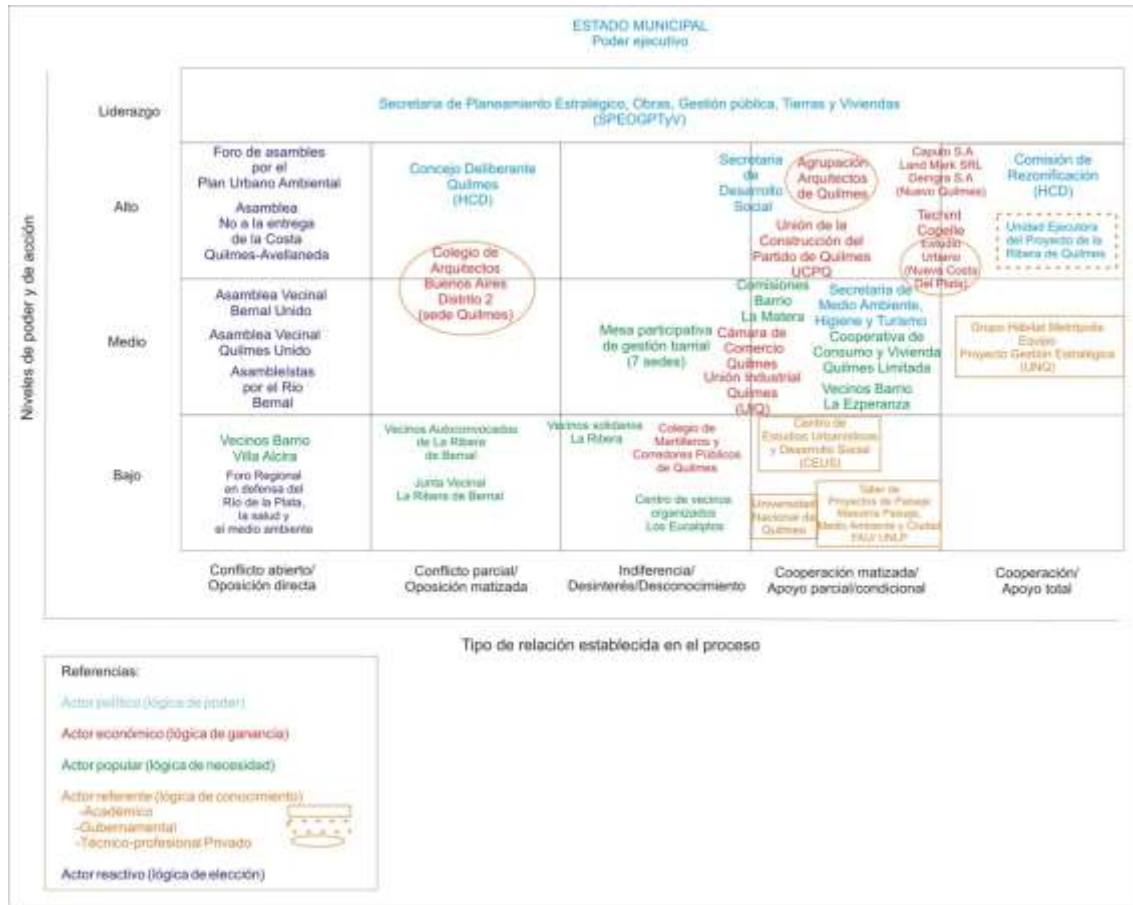 ESTADO MUNICIPAL
Poder ejecutivo
Niveles de poder y de acción
Liderazgo
Secretaria de Planeamiento Estratégico, Obras, Gestión pública, Tierras y Viviendas
(SPEOGPTyV)
Alto
Foro de asambles
por el
Plan Urbano Ambiental
Asamblea
No a la entrega
de la Costa
Quilmes-Avellaneda
Concejo Deliberante
Quilmes
(HCD)
Colegio de
Arquitectos
Buenos Aires
Distrito 2
(sede Quilmes)
Secretaria
de
Desarrollo
Social
Agrupación
Arquitectos
de Quilmes
Unión de la
Construcción del
Partido de Quilmes
UCPQ
Caputo S.A
Land Mark SRL
S.A
(Nuevo Quilmes)
Techint
Estudio
Urbano
(Nueva Costa
Del Plata)
Comisión de
Rezonificación
(HCD)
Unidad Ejecutora
del Proyecto de la
Ribera de Quilmes
Medio
Asamblea Vecinal
Bernal Unido
Asamblea Vecinal
Quilmes Unido
Asambleístas
por el Rio
Bernal
Mesa participativa
de gestión barrial
(7 sedes)
Comisiones
Barrio
La Matera
Cámara de
Comercio
Quilmes
Unión Industrial
Quilmes
(UIQ)
Secretaria de
Medio Ambiente,
Higiene y Turismo
Cooperativa de
Consumo y Vivienda
Quilmes Limitada
Vecinos Barrio
La Ezperanza
Grupo Hábitat Metrópolis
Equipo
Proyecto Gestión Estratégica
(UNQ)
Bajo
Vecinos Barrio
Villa Alcira
Foro Regional
en defensa del
Rio de la Plata,
la salud y
el medio ambiente
Vecinos Autoconvocados
de La Ribera
de Bernal
Junta Vecinal
La Ribera de Bernal
Vecinos solidarios
La Ribera
Colegio de
Martilleros y
Corredores Públicos
de Quilmes
Centro de vecinos
organizados
Los Eucaliptos
Centro de
Estudios Urbanísticos
y Desarrollo Social
(CEUS)
Universidad
Nacional de
Quilmes
Taller de
Proyectos de Paisaje
Maestría Paisaje,
Medio Ambiente y Ciudad
FAU/ UNLP
Conflicto abierto/
Oposición directa
Conflicto parcial/
Oposición matizada
Indiferencia/
Desinterés/Desconocimiento
Cooperación matizada/
Apoyo parcial/condicional
Cooperación/
Apoyo total
Tipo de relación establecida en el proceso
Referencias:
Actor político (lógica de poder)
Actor económico (lógica de ganancia)
Actor popular (lógica de necesidad)
Actor referente (lógica de conocimiento)
-Académico
-Gubernamental
-Técnico-profesional Privado
Actor reactivo (lógica de elección)